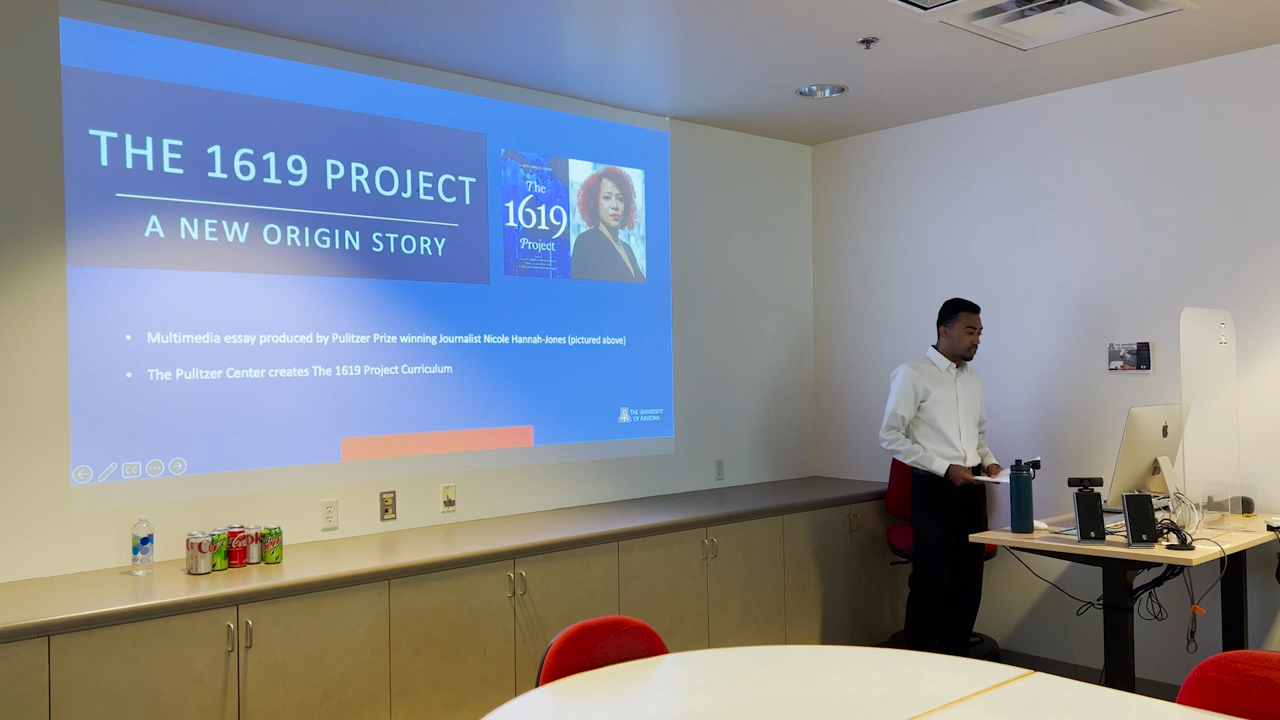 THE 1619 PROJECT
A NEW ORIGIN STORY
The
1619
Project
• Multimedia essay produced by Pulitzer Prize winning Journalist Nicole Hannah-Jones (pictured above)
• The Pulitzer Center creates The 1619 Project Curriculum
THE UNIVERSITY
OF ARIZONA
CC